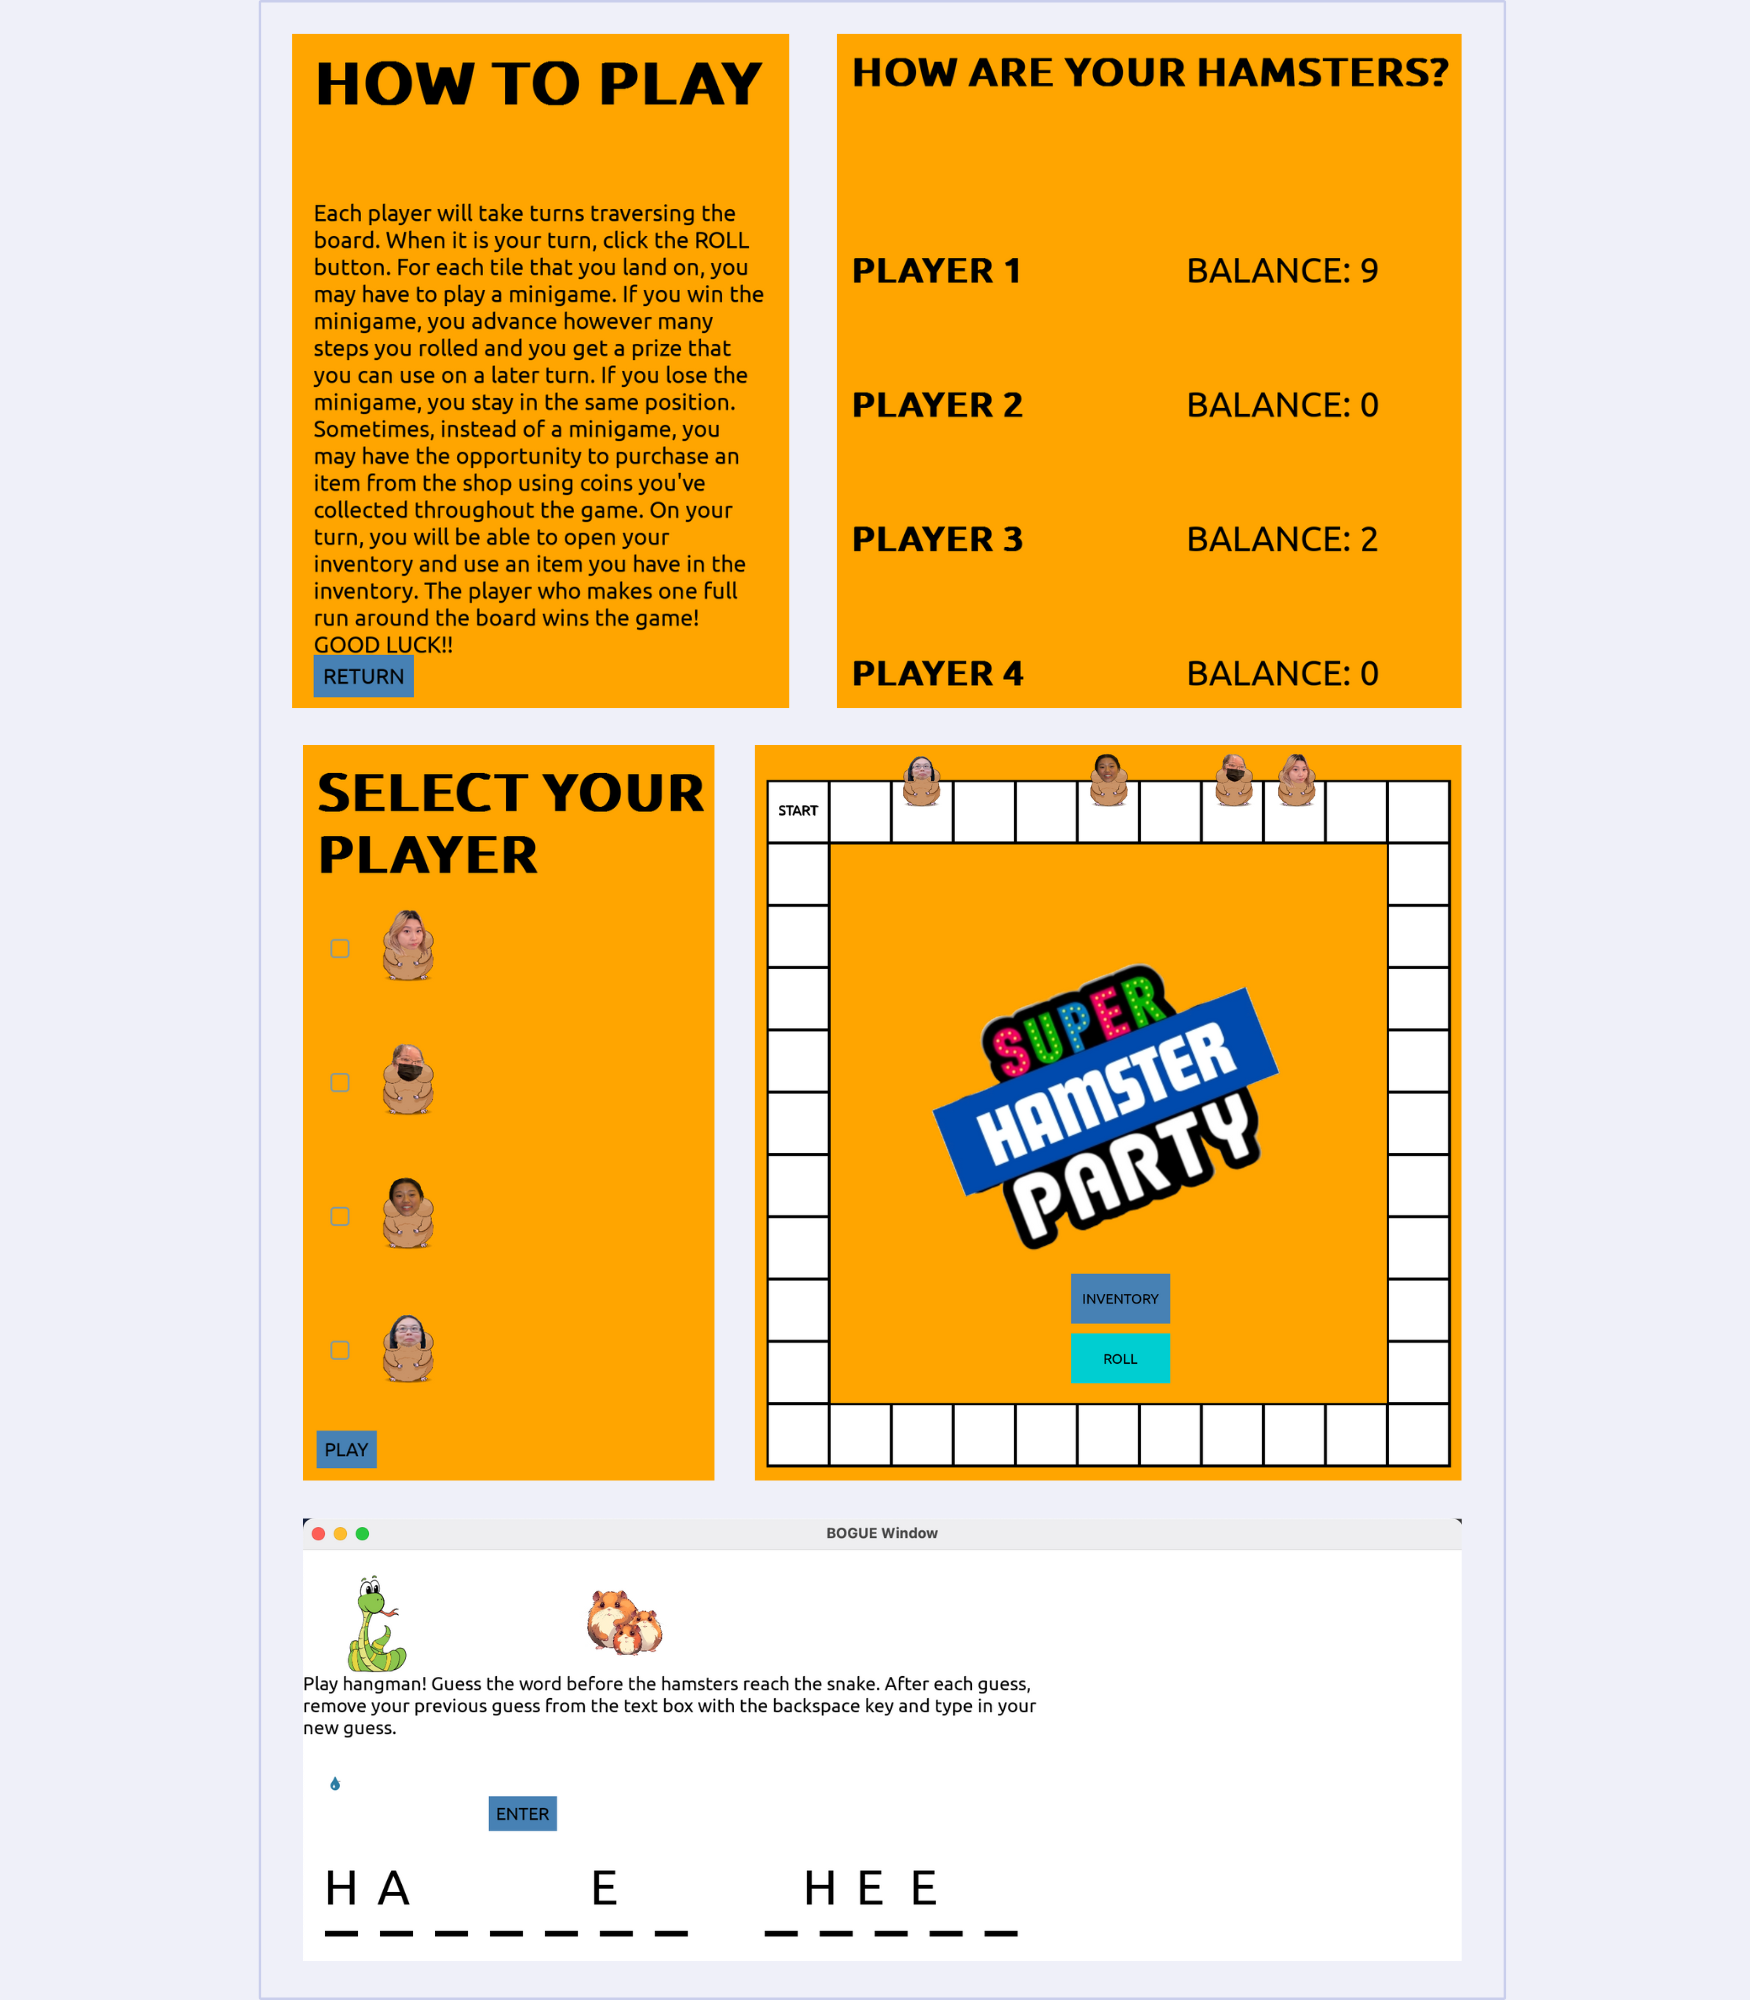 HOW TO PLAY
Each player will take turns traversing the
board. When it is your turn, click the ROLL
button. For each tile that you land on, you
may have to play a minigame. If you win the
minigame, you advance however many
steps you rolled and you get a prize that
you can use on a later turn. If you lose the
minigame, you stay in the same position.
Sometimes, instead of a minigame, you
may have the opportunity to purchase an
item from the shop using coins you've
collected throughout the game. On your
turn, you will be able to open your
inventory and use an item you have in the
inventory. The player who makes one full
run around the board wins the game!
GOOD LUCK!!
RETURN
HOW ARE YOUR HAMSTERS?
PLAYER 1 BALANCE: 9
PLAYER 2 BALANCE: 0
PLAYER 3 BALANCE: 2
PLAYER 4 BALANCE: 0
SELECT YOUR
PLAYER
PLAY
START
SUPER
HAMSTER
PARTY
INVENTORY
ROLL
BOGUE Window
Play hangman! Guess the word before the hamsters reach the snake. After each guess,
remove your previous guess from the text box with the backspace key and type in your
new guess.
ENTER
H A E H E E